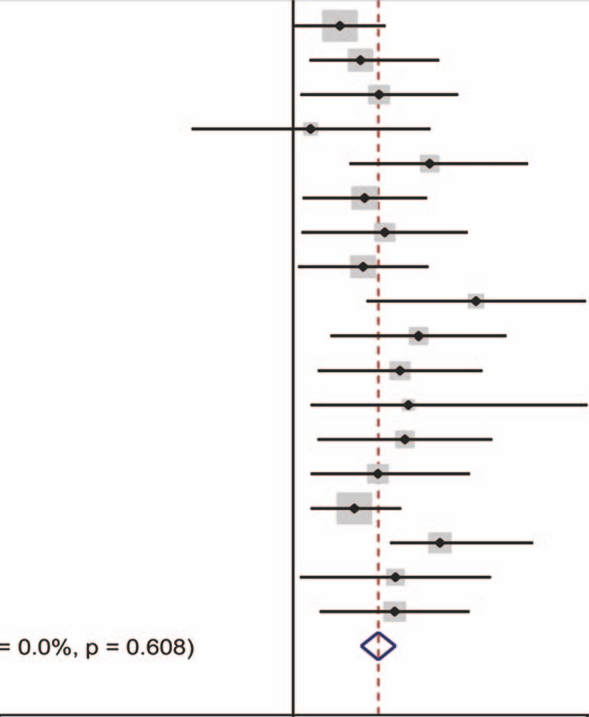 = 0.0%, p = 0.608)